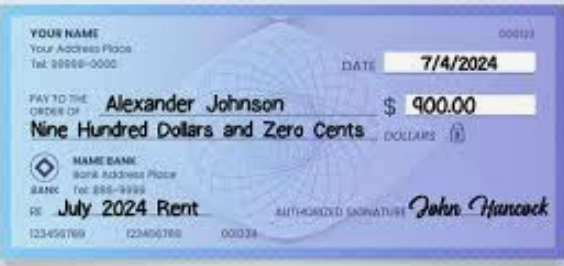 YOUR NAME 000123
Your Address Place
Tel: 99999-0000
DATE 7/4/2024
PAY TO THE
ORDER OF Alexander Johnson $ 900.00
Nine Hundred Dollars and Zero Cents DOLLARS
NAME BANK
Bank Address Place
BANK Tel: 888-9999
RE July 2024 Rent AUTHORIZED SIGNATURE John Hancock
123456789 123456789 000238